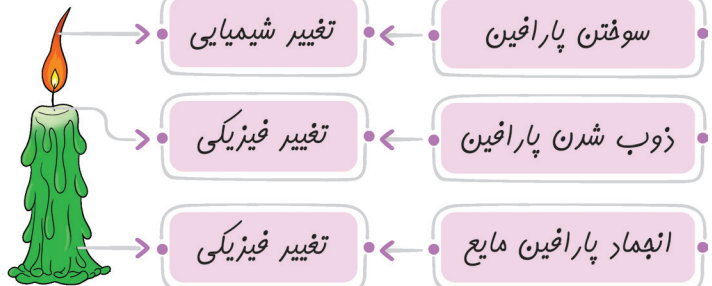 سوختن پارافین
تغییر شیمیایی
ذوب شدن پارافین
تغییر فیزیکی
انجماد پارافین مایع
تغییر فیزیکی